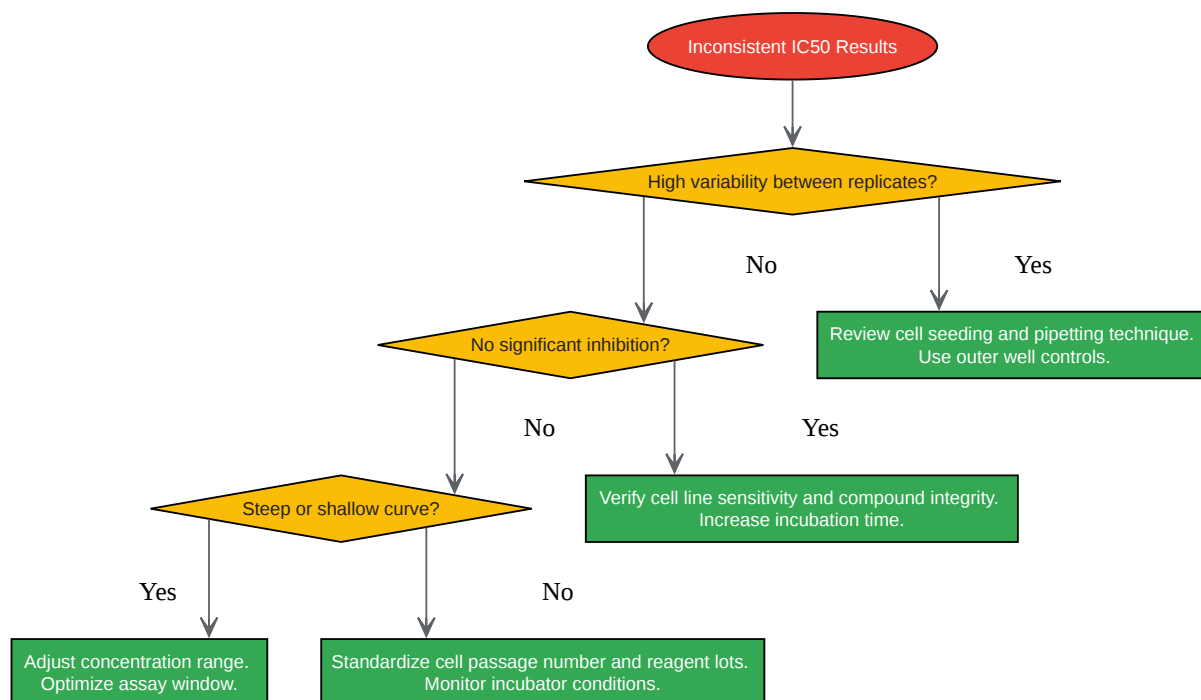 Inconsistent IC50 Results
High variability between replicates?
No
Yes
Review cell seeding and pipetting technique.
Use outer well controls.
No significant inhibition?
No
Yes
Verify cell line sensitivity and compound integrity.
Increase incubation time.
Steep or shallow curve?
Yes
No
Adjust concentration range.
Optimize assay window.
Standardize cell passage number and reagent lots.
Monitor incubator conditions.